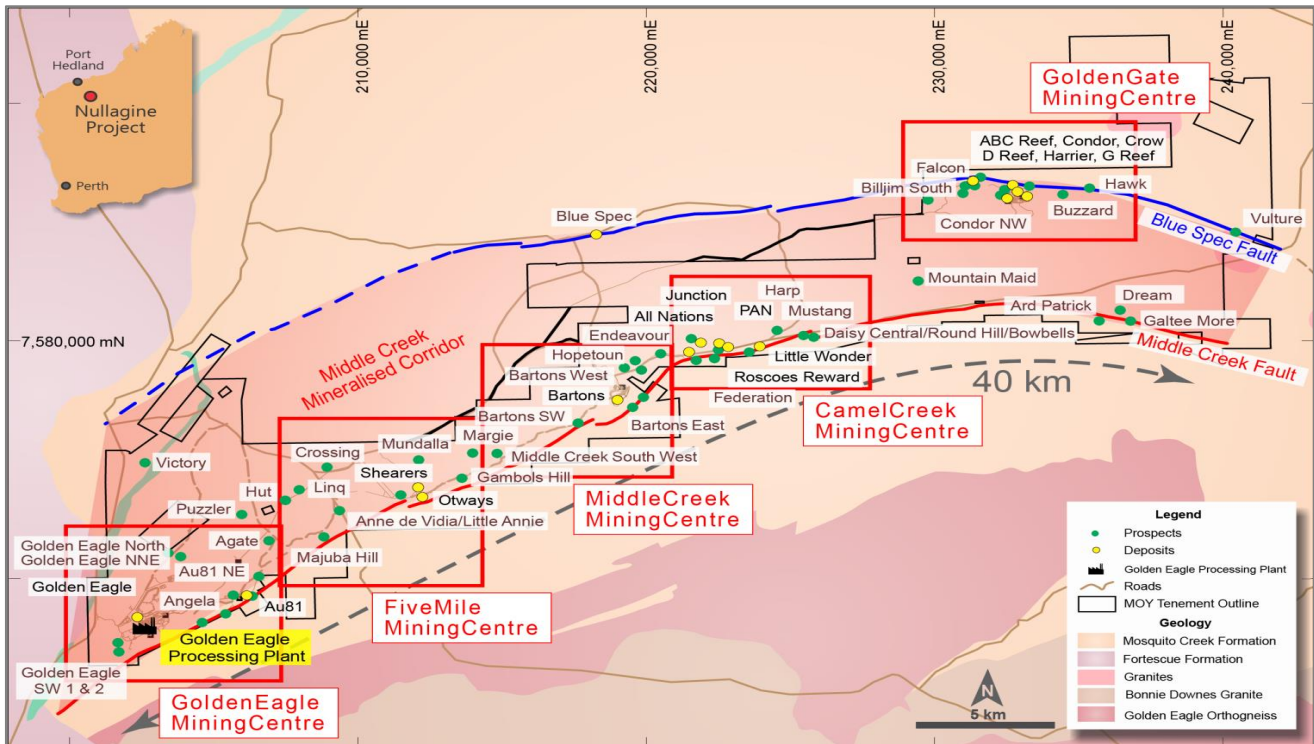 210,000 mE
220,000 mE
230,000 mE
240,000 mE
Port
Hedland
Nullagine
Project
Perth
GoldenGate
MiningCentre
ABC Reef, Condor, Crow
D Reef, Harrier, G Reef
Falcon
Billjim South
Hawk
Buzzard
Condor NW
Vulture
Blue Spec Fault
Blue Spec
Mountain Maid
Junction
Harp
All Nations
PAN
Mustang
Ard Patrick
Dream
Galtee More
Middle Creek Fault
7,580,000 mN
Endeavour
Daisy Central/Round Hill/Bowbells
Hopetoun
Little Wonder
Bartons West
Roscoes Reward
40 km
Bartons
Federation
CamelCreek
MiningCentre
Middle Creek
Mineralised Corridor
Bartons SW
Bartons East
Mundalla
Margie
Crossing
Middle Creek South West
Victory
Shearers
Gambols Hill
MiddleCreek
MiningCentre
Hut
Linq
Otways
Puzzler
Anne de Vidia/Little Annie
Agate
Majuba Hill
Golden Eagle North
Golden Eagle NNE
Au81 NE
Golden Eagle
Angela
Au81
FiveMile
MiningCentre
Golden Eagle
Processing Plant
Golden Eagle
SW 1 & 2
GoldenEagle
MiningCentre
N
5 km
Legend
Prospects
Deposits
Golden Eagle Processing Plant
Roads
MOY Tenement Outline
Geology
Mosquito Creek Formation
Fortescue Formation
Granites
Bonnie Downes Granite
Golden Eagle Orthogneiss